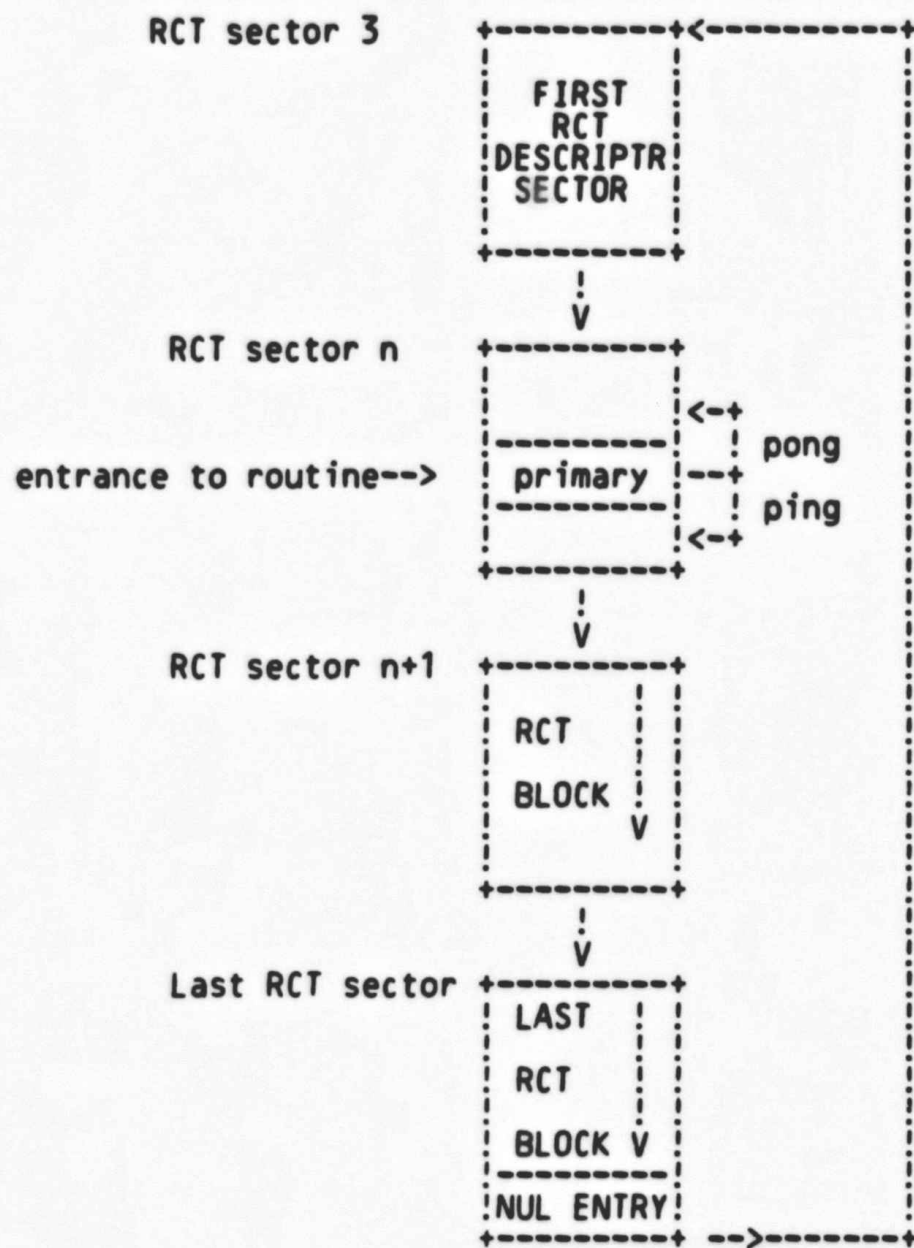 RCT sector 3
FIRST
RCT
DESCRIPTR
SECTOR
RCT sector n
pong
entrance to routine--> primary
ping
RCT sector n+1
RCT
BLOCK
Last RCT sector
LAST
RCT
BLOCK
NUL ENTRY